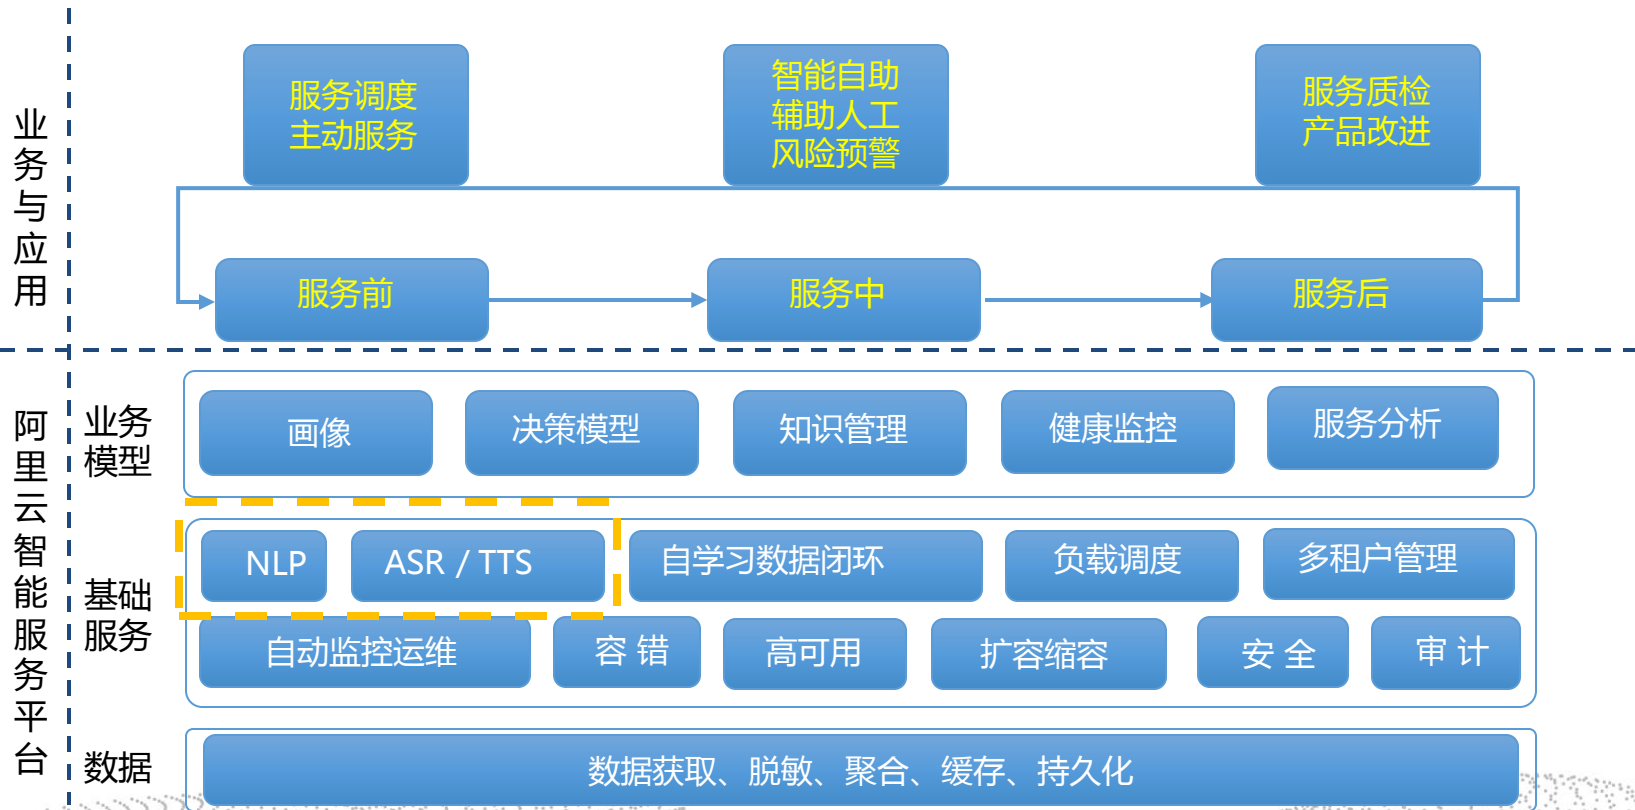 业务与应用
服务调度
主动服务
智能自助
辅助人工
风险预警
服务质检
产品改进
服务前
服务中
服务后
阿里云智能服务平台
业务
模型
画像
决策模型
知识管理
健康监控
服务分析
基础
服务
NLP
ASR / TTS
自学习数据闭环
负载调度
多租户管理
自动监控运维
容 错
高可用
扩容缩容
安 全
审 计
数据
数据获取、脱敏、聚合、缓存、持久化